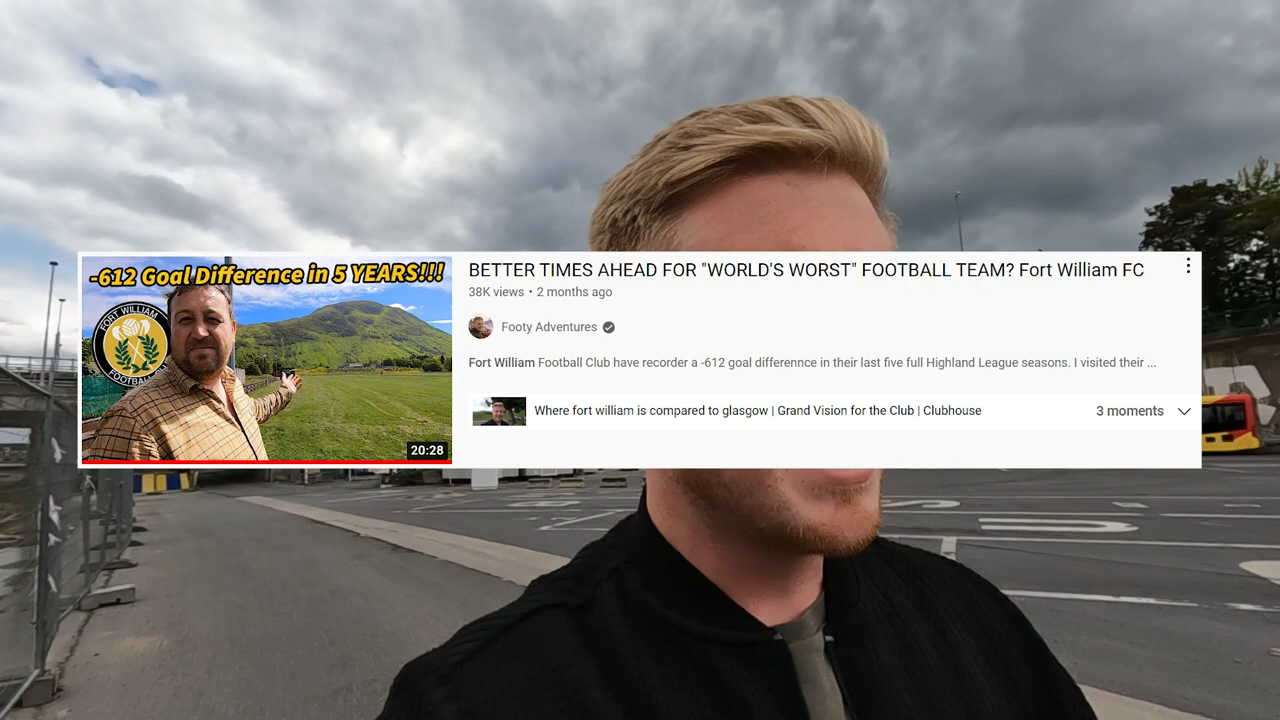 -612 Goal Difference in 5 YEARS!!!
FORT WILLIAM
FOOTBALL
20:28
BETTER TIMES AHEAD FOR "WORLD'S WORST" FOOTBALL TEAM? Fort William FC
38K views • 2 months ago
Footy Adventures
Fort William Football Club have recorder a -612 goal differennce in their last five full Highland League seasons. I visited their ...
Where fort william is compared to glasgow | Grand Vision for the Club | Clubhouse
3 moments